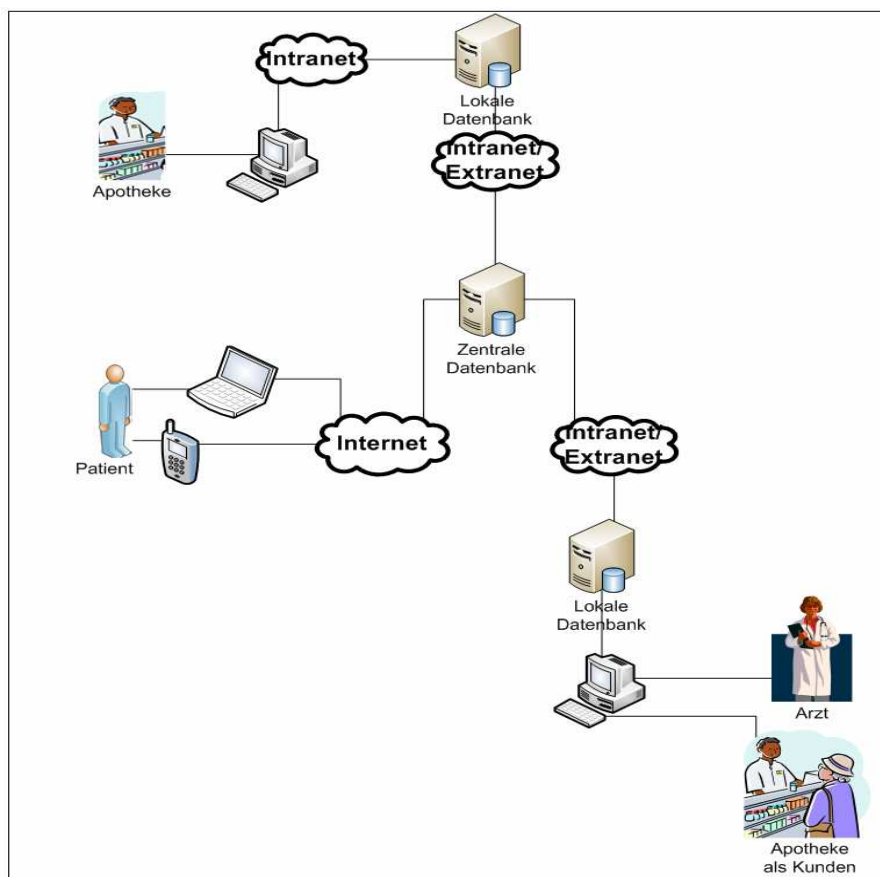 Intranet
Lokale
Datenbank
Apotheke
Intranet/
Extranet
Zentrale
Datenbank
Patient
Internet
Intranet/
Extranet
Lokale
Datenbank
Arzt
Apotheke
als Kunden